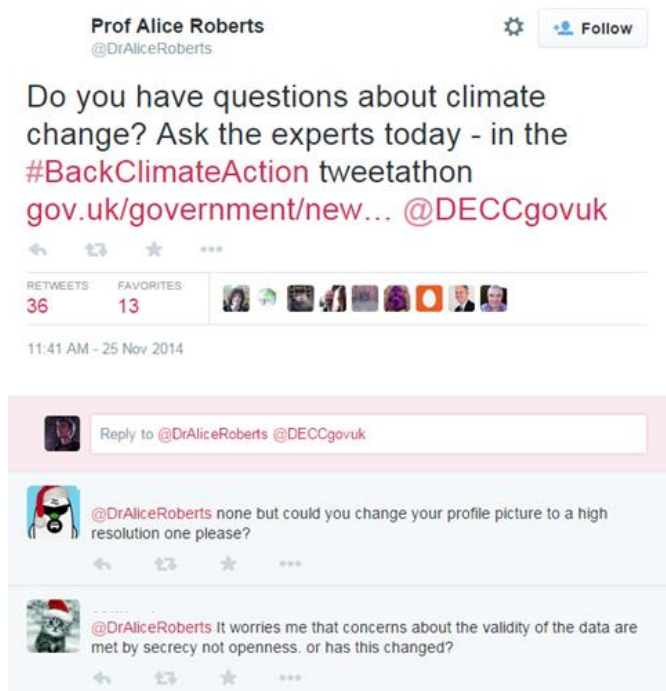 Prof Alice Roberts
@DrAliceRoberts
Follow
Do you have questions about climate
change? Ask the experts today - in the
#BackClimateAction tweetathon
gov.uk/government/new... @DECCgovuk
RETWEETS FAVORITES
36 13
11:41 AM - 25 Nov 2014
Reply to @DrAliceRoberts @DECCgovuk
@DrAliceRoberts none but could you change your profile picture to a high
resolution one please?
@DrAliceRoberts It worries me that concerns about the validity of the data are
met by secrecy not openness. or has this changed?